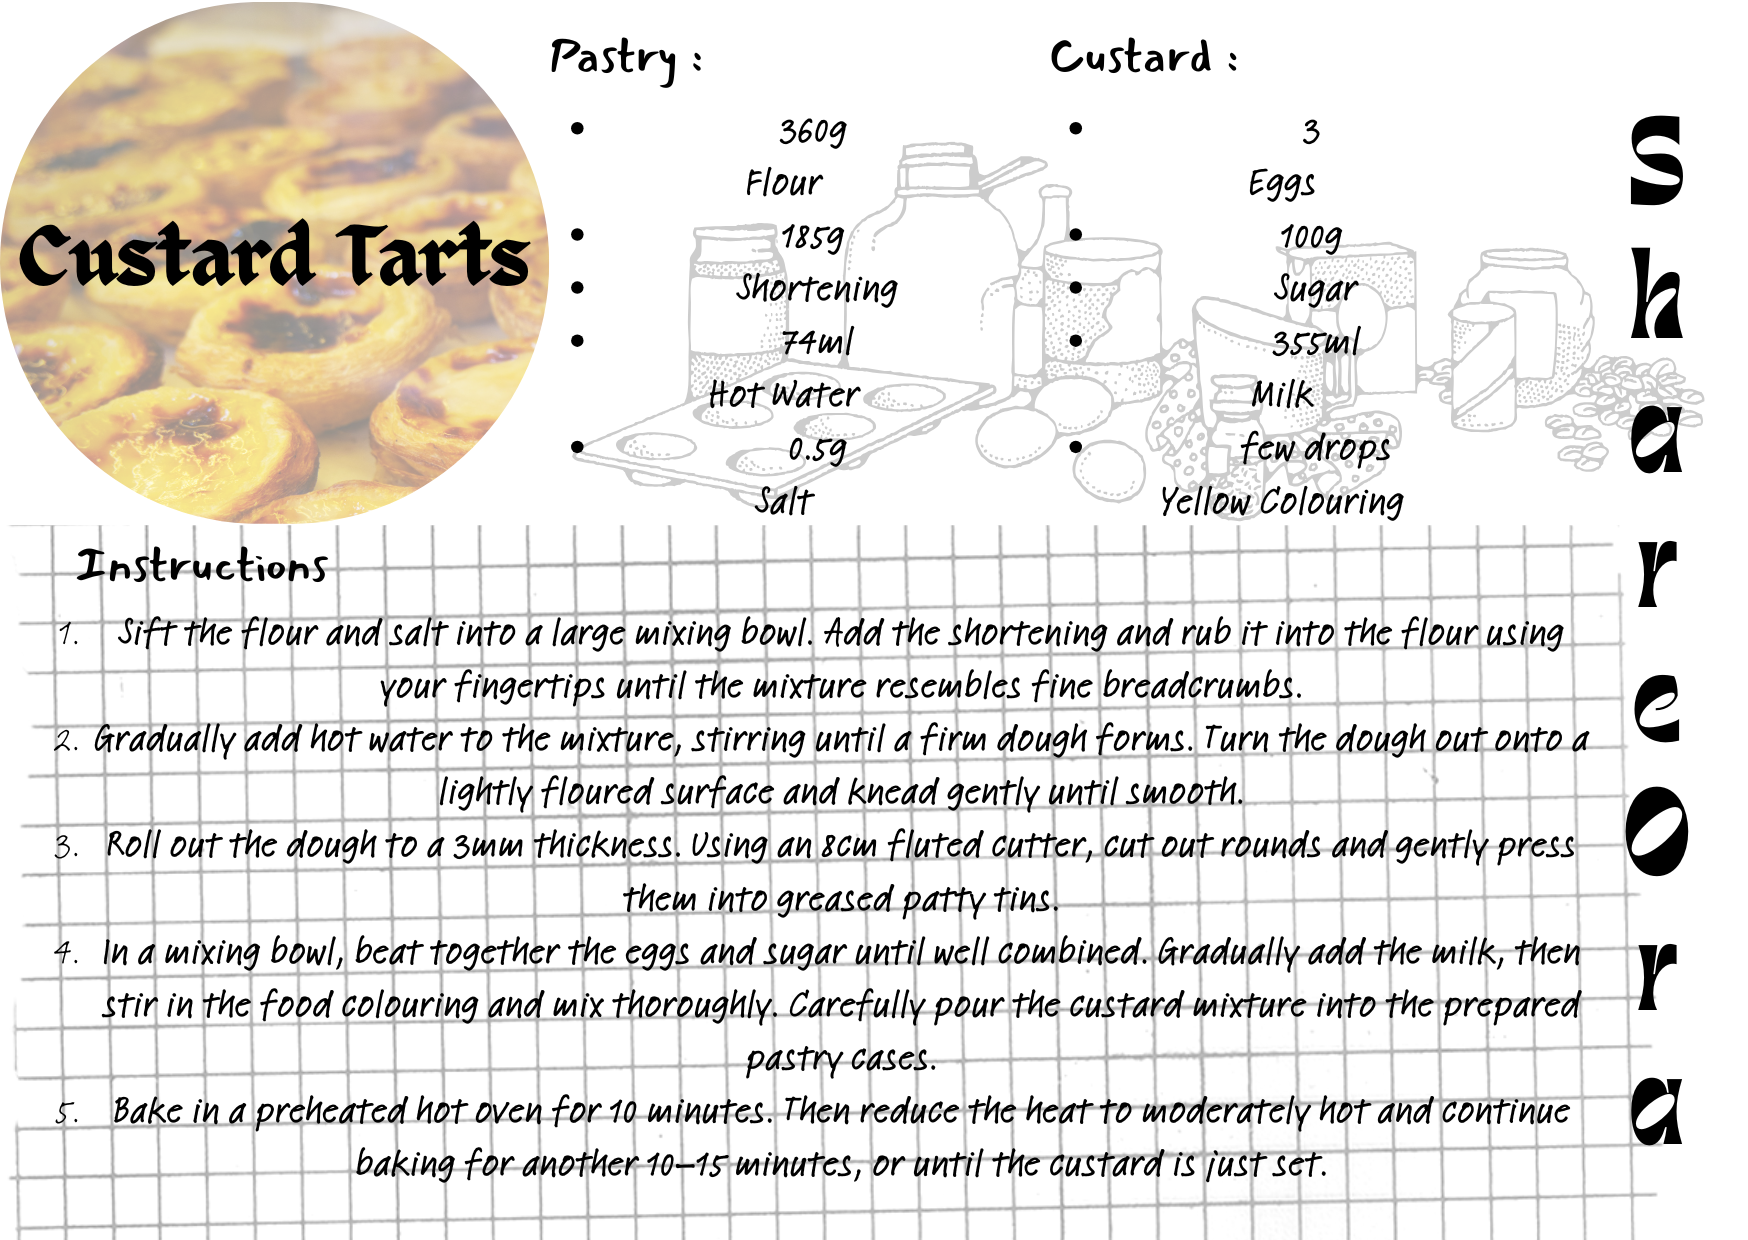 Custard Tarts
Pastry :
• 360g
Flour
• 185g
• Shortening
• 74ml
Hot Water
• 0.5g
Salt
Custard :
• 3
Eggs
• 100g
• Sugar
• 355ml
Milk
• few drops
Yellow Colouring
ShareOra
Instructions
1. Sift the flour and salt into a large mixing bowl. Add the shortening and rub it into the flour using
your fingertips until the mixture resembles fine breadcrumbs.
2. Gradually add hot water to the mixture, stirring until a firm dough forms. Turn the dough out onto a
lightly floured surface and knead gently until smooth.
3. Roll out the dough to a 3mm thickness. Using an 8cm fluted cutter, cut out rounds and gently press
them into greased patty tins.
4. In a mixing bowl, beat together the eggs and sugar until well combined. Gradually add the milk, then
stir in the food colouring and mix thoroughly. Carefully pour the custard mixture into the prepared
pastry cases.
5. Bake in a preheated hot oven for 10 minutes. Then reduce the heat to moderately hot and continue
baking for another 10–15 minutes, or until the custard is just set.